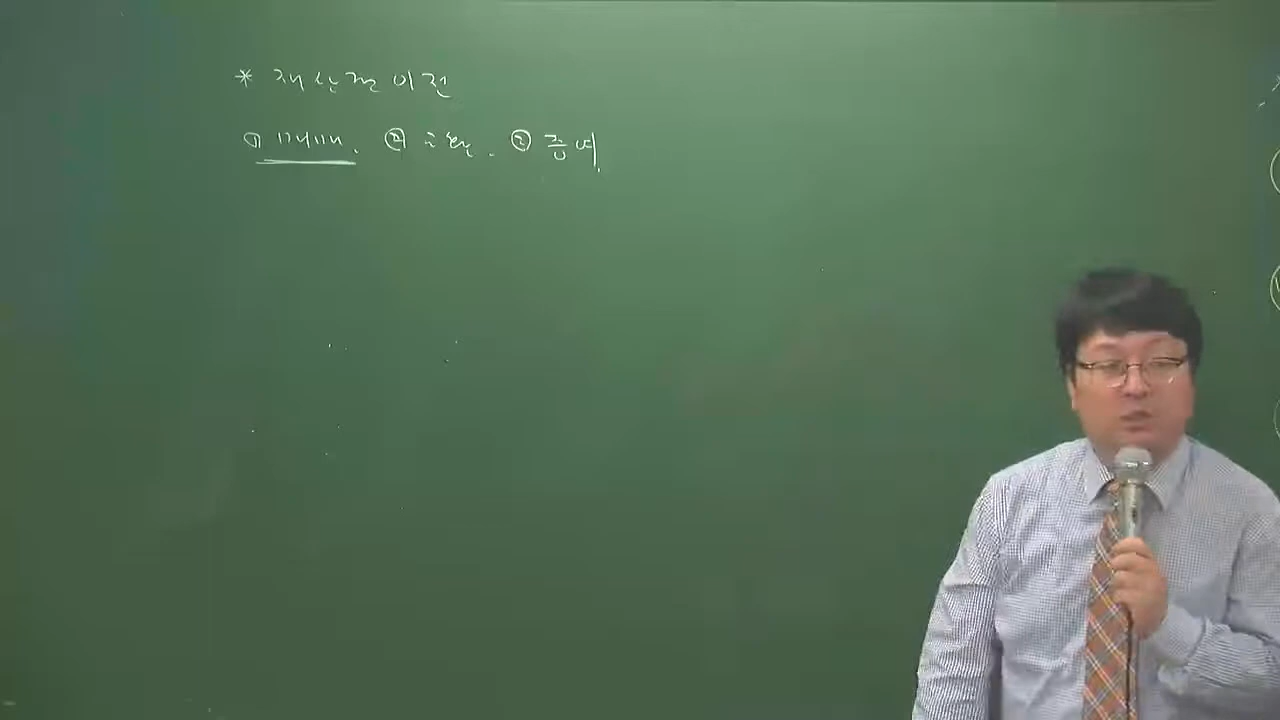 * 재산권 이전
① 매매. ② 교환. ③ 증여.